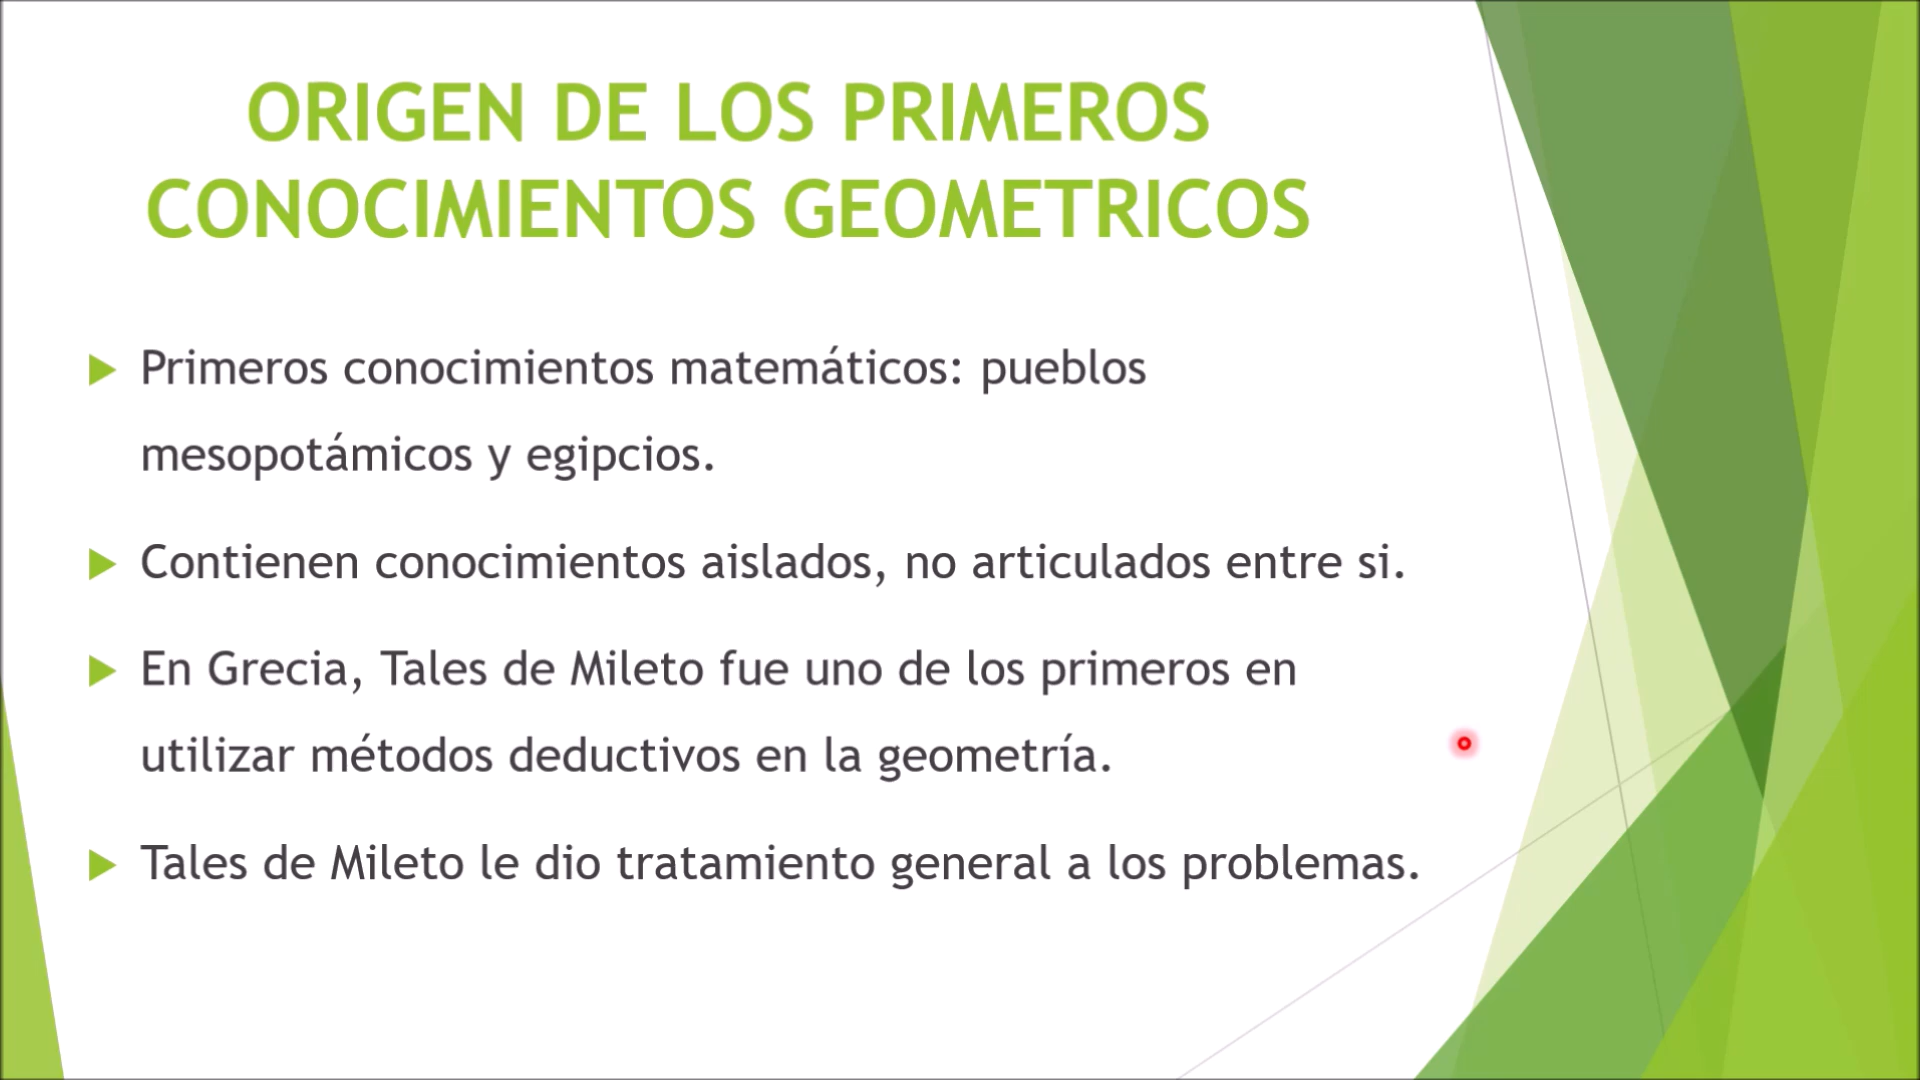 ORIGEN DE LOS PRIMEROS
CONOCIMIENTOS GEOMETRICOS
Primeros conocimientos matemáticos: pueblos
mesopotámicos y egipcios.
Contienen conocimientos aislados, no articulados entre si.
En Grecia, Tales de Mileto fue uno de los primeros en
utilizar métodos deductivos en la geometría.
Tales de Mileto le dio tratamiento general a los problemas.